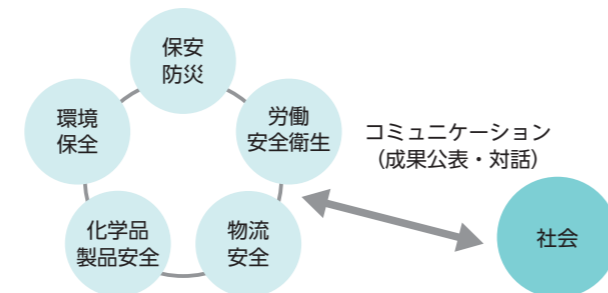 保安
防災
環境
保全
労働
安全衛生
コミュニケーション
（成果公表・対話）
化学品
製品安全
物流
安全
社会